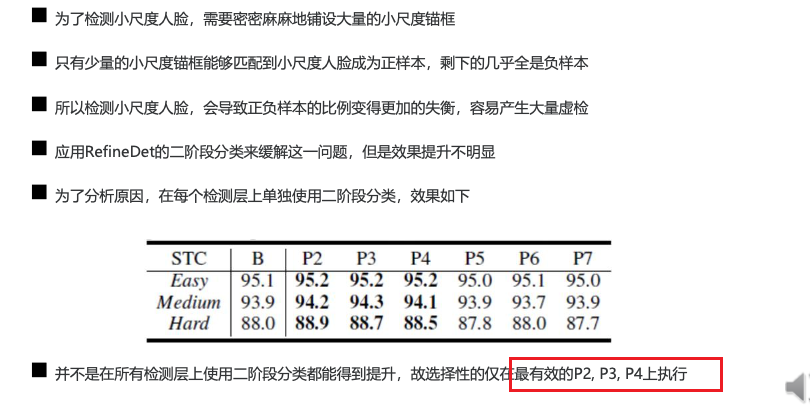 为了检测小尺度人脸，需要密密麻麻地铺设大量的小尺度锚框
只有少量的小尺度锚框能够匹配到小尺度人脸成为正样本，剩下的几乎全是负样本
所以检测小尺度人脸，会导致正负样本的比例变得更加的失衡，容易产生大量虚检
应用RefineDet的二阶段分类来缓解这一问题，但是效果提升不明显
为了分析原因，在每个检测层上单独使用二阶段分类，效果如下
STC B P2 P3 P4 P5 P6 P7
Easy 95.1 95.2 95.2 95.2 95.0 95.1 95.0
Medium 93.9 94.2 94.3 94.1 93.9 93.7 93.9
Hard 88.0 88.9 88.7 88.5 87.8 88.0 87.7
并不是在所有检测层上使用二阶段分类都能得到提升，故选择性的仅在最有效的P2, P3, P4上执行